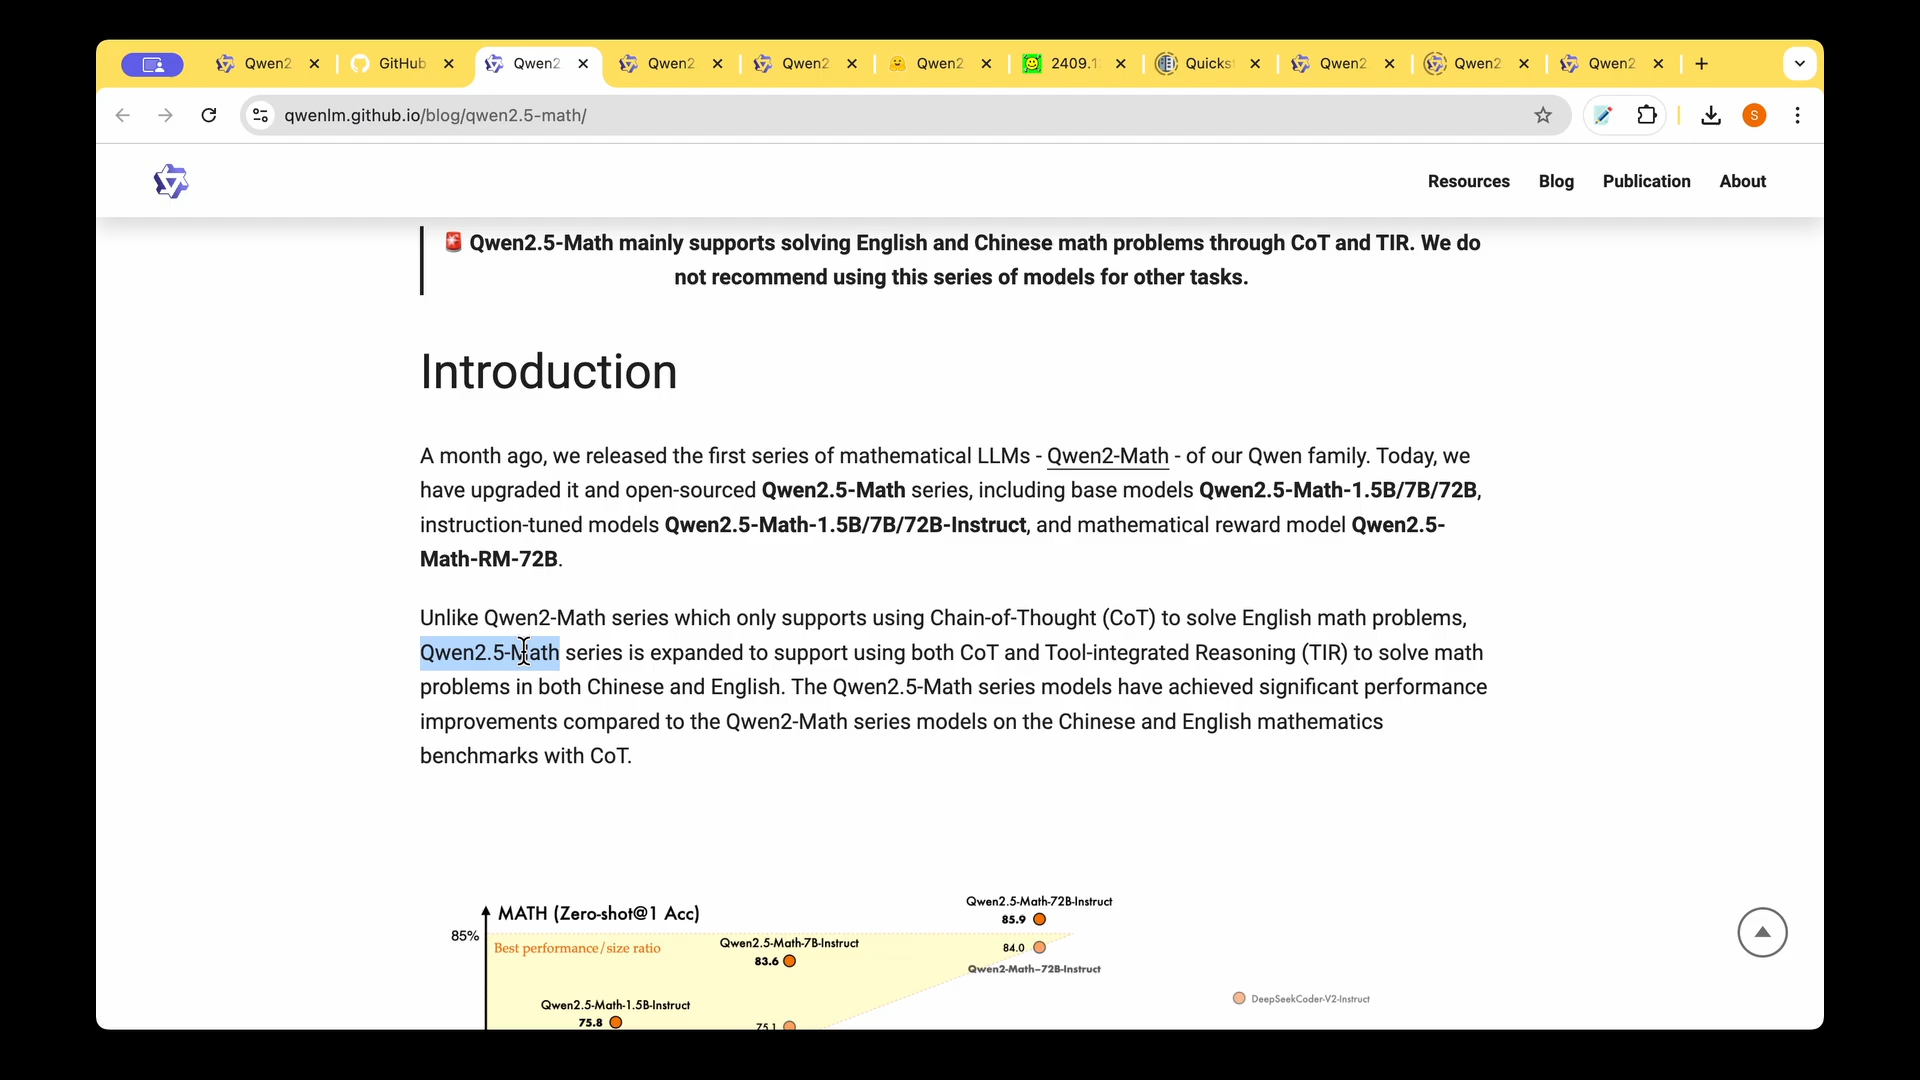 Qwen2
GitHub
Qwen2.
Qwen2
Qwen2
Qwen2
2409.1
Quicks
Qwen2
Qwen2
Qwen2
qwenlm.github.io/blog/qwen2.5-math/
S
Resources Blog Publication About
🚨 Qwen2.5-Math mainly supports solving English and Chinese math problems through CoT and TIR. We do
not recommend using this series of models for other tasks.
Introduction
A month ago, we released the first series of mathematical LLMs - Qwen2-Math - of our Qwen family. Today, we
have upgraded it and open-sourced Qwen2.5-Math series, including base models Qwen2.5-Math-1.5B/7B/72B,
instruction-tuned models Qwen2.5-Math-1.5B/7B/72B-Instruct, and mathematical reward model Qwen2.5-
Math-RM-72B.
Unlike Qwen2-Math series which only supports using Chain-of-Thought (CoT) to solve English math problems,
Qwen2.5-Math series is expanded to support using both CoT and Tool-integrated Reasoning (TIR) to solve math
problems in both Chinese and English. The Qwen2.5-Math series models have achieved significant performance
improvements compared to the Qwen2-Math series models on the Chinese and English mathematics
benchmarks with CoT.
Qwen2.5-Math-72B-Instruct
MATH (Zero-shot@1 Acc)
85.9
85%
Best performance/size ratio
Qwen2.5-Math-7B-Instruct
84.0
83.6
Qwen2-Math-72B-Instruct
DeepSeekCoder-V2-Instruct
Qwen2.5-Math-1.5B-Instruct
75.8
75.1